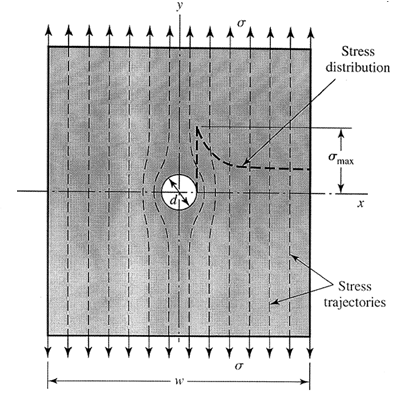 y
σ
Stress
distribution
σmax
d
x
Stress
trajectories
σ
w